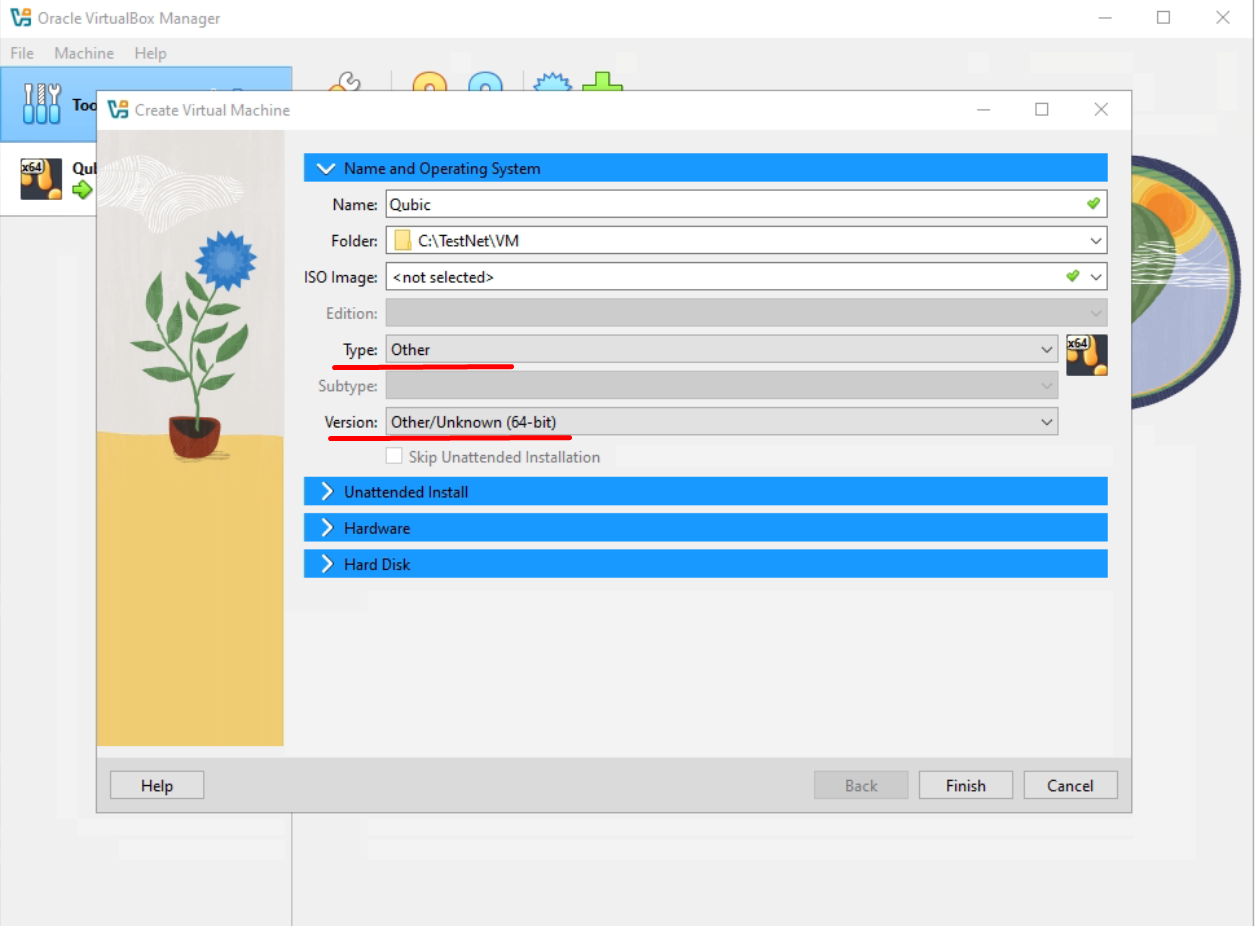 Oracle VirtualBox Manager
File Machine Help
Create Virtual Machine
x64
Name and Operating System
Name: Qubic
Folder: C:\TestNet\VM
ISO Image: <not selected>
Edition:
Type: Other
x64
Subtype:
Version: Other/Unknown (64-bit)
Skip Unattended Installation
Unattended Install
Hardware
Hard Disk
Help Back Finish Cancel